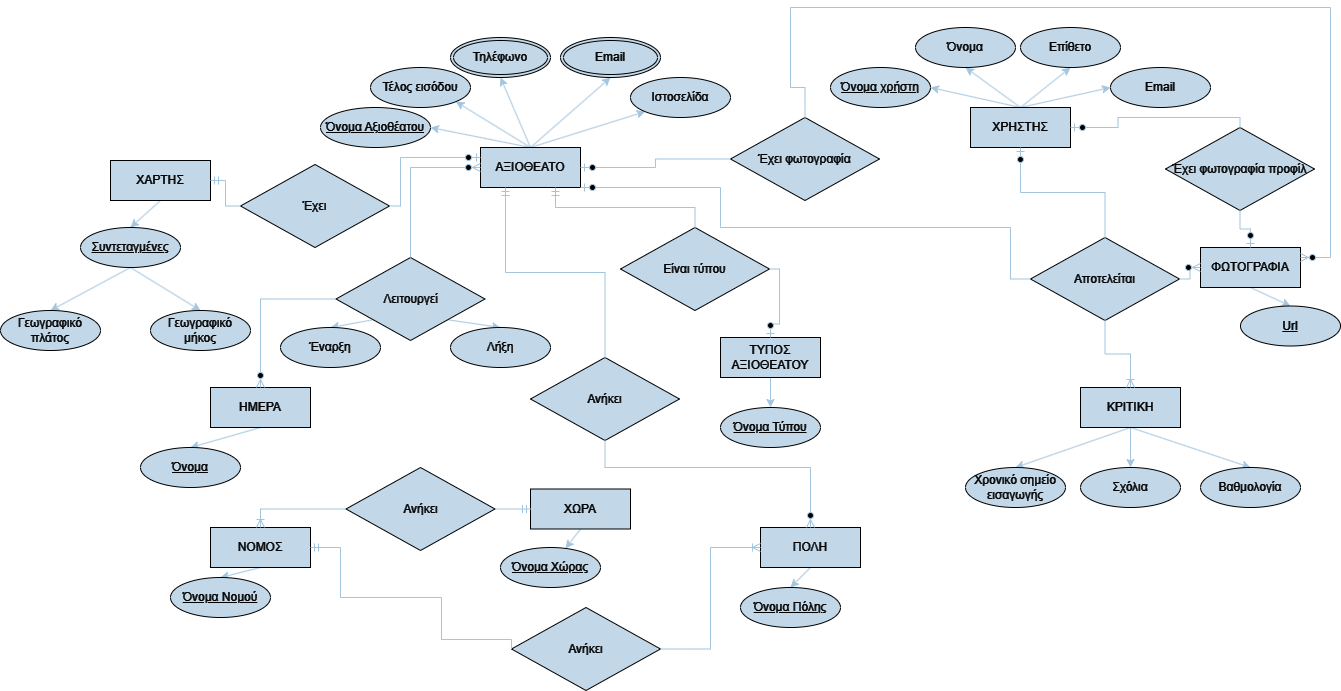 Τηλέφωνο
Email
Όνομα
Επίθετο
Τέλος εισόδου
Ιστοσελίδα
Όνομα χρήστη
Email
Όνομα Αξιοθέατου
ΧΡΗΣΤΗΣ
ΑΞΙΟΘΕΑΤΟ
Έχει φωτογραφία
Έχει φωτογραφία προφίλ
ΧΑΡΤΗΣ
Έχει
Συντεταγμένες
Είναι τύπου
Αποτελείται
ΦΩΤΟΓΡΑΦΙΑ
Λειτουργεί
Γεωγραφικό
πλάτος
Γεωγραφικό
μήκος
Url
Έναρξη
Λήξη
ΤΥΠΟΣ
ΑΞΙΟΘΕΑΤΟΥ
Ανήκει
ΗΜΕΡΑ
ΚΡΙΤΙΚΗ
Όνομα Τύπου
Όνομα
Χρονικό σημείο
εισαγωγής
Σχόλια
Βαθμολογία
Ανήκει
ΧΩΡΑ
ΝΟΜΟΣ
ΠΟΛΗ
Όνομα Χώρας
Όνομα Νομού
Όνομα Πόλης
Ανήκει